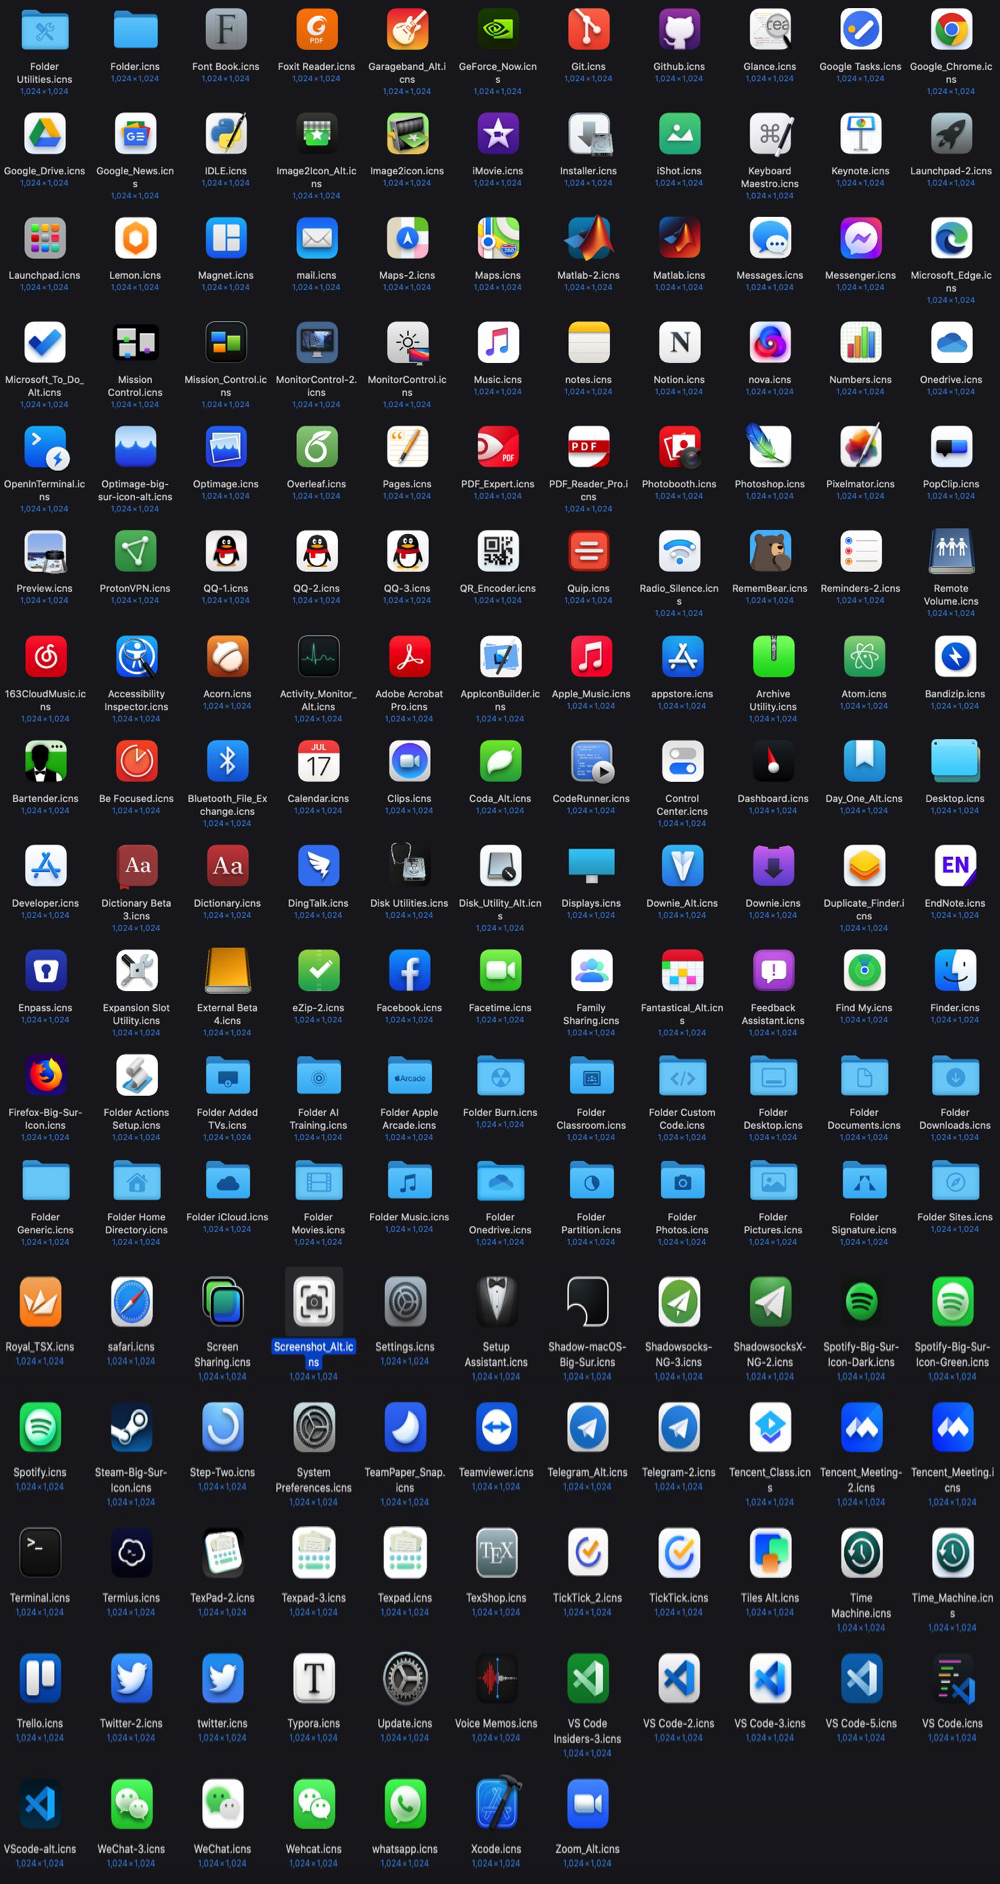 F
PDF
rea
Folder
Utilities.icns
1,024×1,024
Folder.icns
1,024×1,024
Font Book.icns
1,024×1,024
Foxit Reader.icns
1,024×1,024
Garageband_Alt.i
cns
1,024×1,024
GeForce_Now.icn
s
1,024×1,024
Git.icns
1,024×1,024
Github.icns
1,024×1,024
Glance.icns
1,024×1,024
Google Tasks.icns
1,024×1,024
Google_Chrome.ic
ns
1,024×1,024
GE
Google_Drive.icns
1,024×1,024
Google_News.icn
s
1,024×1,024
IDLE.icns
1,024×1,024
Image2Icon_Alt.ic
ns
1,024×1,024
Image2icon.icns
1,024×1,024
iMovie.icns
1,024×1,024
Installer.icns
1,024×1,024
iShot.icns
1,024×1,024
Keyboard
Maestro.icns
1,024×1,024
Keynote.icns
1,024×1,024
Launchpad-2.icns
1,024×1,024
280
Launchpad.icns
1,024×1,024
Lemon.icns
1,024×1,024
Magnet.icns
1,024×1,024
mail.icns
1,024×1,024
Maps-2.icns
1,024×1,024
Maps.icns
1,024×1,024
Matlab-2.icns
1,024×1,024
Matlab.icns
1,024×1,024
Messages.icns
1,024×1,024
Messenger.icns
1,024×1,024
Microsoft_Edge.ic
ns
1,024×1,024
N
Microsoft_To_Do_
Alt.icns
1,024×1,024
Mission
Control.icns
1,024×1,024
Mission_Control.ic
ns
1,024×1,024
MonitorControl-2.
icns
1,024×1,024
MonitorControl.ic
ns
1,024×1,024
Music.icns
1,024×1,024
notes.icns
1,024×1,024
Notion.icns
1,024×1,024
nova.icns
1,024×1,024
Numbers.icns
1,024×1,024
Onedrive.icns
1,024×1,024
PDF
PDF
OpenInTerminal.ic
ns
1,024×1,024
Optimage-big-
sur-icon-alt.icns
1,024×1,024
Optimage.icns
1,024×1,024
Overleaf.icns
1,024×1,024
Pages.icns
1,024×1,024
PDF_Expert.icns
1,024×1,024
PDF_Reader_Pro.i
cns
1,024×1,024
Photobooth.icns
1,024×1,024
Photoshop.icns
1,024×1,024
Pixelmator.icns
1,024×1,024
PopClip.icns
1,024×1,024
Preview.icns
1,024×1,024
ProtonVPN.icns
1,024×1,024
QQ-1.icns
1,024×1,024
QQ-2.icns
1,024×1,024
QQ-3.icns
1,024×1,024
QR_Encoder.icns
1,024×1,024
Quip.icns
1,024×1,024
Radio_Silence.icn
s
1,024×1,024
RememBear.icns
1,024×1,024
Reminders-2.icns
1,024×1,024
Remote
Volume.icns
1,024×1,024
163CloudMusic.ic
ns
1,024×1,024
Accessibility
Inspector.icns
1,024×1,024
Acorn.icns
1,024×1,024
Activity_Monitor_
Alt.icns
1,024×1,024
Adobe Acrobat
Pro.icns
1,024×1,024
AppIconBuilder.ic
ns
1,024×1,024
Apple_Music.icns
1,024×1,024
appstore.icns
1,024×1,024
Archive
Utility.icns
1,024×1,024
Atom.icns
1,024×1,024
Bandizip.icns
1,024×1,024
JUL
17
Bartender.icns
1,024×1,024
Be Focused.icns
1,024×1,024
Bluetooth_File_Ex
change.icns
1,024×1,024
Calendar.icns
1,024×1,024
Clips.icns
1,024×1,024
Coda_Alt.icns
1,024×1,024
CodeRunner.icns
1,024×1,024
Control
Center.icns
1,024×1,024
Dashboard.icns
1,024×1,024
Day_One_Alt.icns
1,024×1,024
Desktop.icns
1,024×1,024
Aa
Aa
EN
Developer.icns
1,024×1,024
Dictionary Beta
3.icns
1,024×1,024
Dictionary.icns
1,024×1,024
DingTalk.icns
1,024×1,024
Disk Utilities.icns
1,024×1,024
Disk_Utility_Alt.icn
s
1,024×1,024
Displays.icns
1,024×1,024
Downie_Alt.icns
1,024×1,024
Downie.icns
1,024×1,024
Duplicate_Finder.i
cns
1,024×1,024
EndNote.icns
1,024×1,024
Enpass.icns
1,024×1,024
Expansion Slot
Utility.icns
1,024×1,024
External Beta
4.icns
1,024×1,024
eZip-2.icns
1,024×1,024
Facebook.icns
1,024×1,024
Facetime.icns
1,024×1,024
Family
Sharing.icns
1,024×1,024
Fantastical_Alt.icn
s
1,024×1,024
Feedback
Assistant.icns
1,024×1,024
Find My.icns
1,024×1,024
Finder.icns
1,024×1,024
Arcade
</>
Firefox-Big-Sur-
Icon.icns
1,024×1,024
Folder Actions
Setup.icns
1,024×1,024
Folder Added
TVs.icns
1,024×1,024
Folder AI
Training.icns
1,024×1,024
Folder Apple
Arcade.icns
1,024×1,024
Folder Burn.icns
1,024×1,024
Folder
Classroom.icns
1,024×1,024
Folder Custom
Code.icns
1,024×1,024
Folder
Desktop.icns
1,024×1,024
Folder
Documents.icns
1,024×1,024
Folder
Downloads.icns
1,024×1,024
Folder
Generic.icns
1,024×1,024
Folder Home
Directory.icns
1,024×1,024
Folder iCloud.icns
1,024×1,024
Folder
Movies.icns
1,024×1,024
Folder Music.icns
1,024×1,024
Folder
Onedrive.icns
1,024×1,024
Folder
Partition.icns
1,024×1,024
Folder
Photos.icns
1,024×1,024
Folder
Pictures.icns
1,024×1,024
Folder
Signature.icns
1,024×1,024
Folder Sites.icns
1,024×1,024
Royal_TSX.icns
1,024×1,024
safari.icns
1,024×1,024
Screen
Sharing.icns
1,024×1,024
Screenshot_Alt.ic
ns
1,024×1,024
Settings.icns
1,024×1,024
Setup
Assistant.icns
1,024×1,024
Shadow-macOS-
Big-Sur.icns
1,024×1,024
Shadowsocks-
NG-3.icns
1,024×1,024
ShadowsocksX-
NG-2.icns
1,024×1,024
Spotify-Big-Sur-
Icon-Dark.icns
1,024×1,024
Spotify-Big-Sur-
Icon-Green.icns
1,024×1,024
Spotify.icns
1,024×1,024
Steam-Big-Sur-
Icon.icns
1,024×1,024
Step-Two.icns
1,024×1,024
System
Preferences.icns
1,024×1,024
TeamPaper_Snap.
icns
1,024×1,024
Teamviewer.icns
1,024×1,024
Telegram_Alt.icns
1,024×1,024
Telegram-2.icns
1,024×1,024
Tencent_Class.icn
s
1,024×1,024
Tencent_Meeting-
2.icns
1,024×1,024
Tencent_Meeting.i
cns
1,024×1,024
>_
TEX
Terminal.icns
1,024×1,024
Termius.icns
1,024×1,024
TexPad-2.icns
1,024×1,024
Texpad-3.icns
1,024×1,024
Texpad.icns
1,024×1,024
TexShop.icns
1,024×1,024
TickTick_2.icns
1,024×1,024
TickTick.icns
1,024×1,024
Tiles Alt.icns
1,024×1,024
Time
Machine.icns
1,024×1,024
Time_Machine.icn
s
1,024×1,024
T
Trello.icns
1,024×1,024
Twitter-2.icns
1,024×1,024
twitter.icns
1,024×1,024
Typora.icns
1,024×1,024
Update.icns
1,024×1,024
Voice Memos.icns
1,024×1,024
VS Code
Insiders-3.icns
1,024×1,024
VS Code-2.icns
1,024×1,024
VS Code-3.icns
1,024×1,024
VS Code-5.icns
1,024×1,024
VS Code.icns
1,024×1,024
VScode-alt.icns
1,024×1,024
WeChat-3.icns
1,024×1,024
WeChat.icns
1,024×1,024
Wehcat.icns
1,024×1,024
whatsapp.icns
1,024×1,024
Xcode.icns
1,024×1,024
Zoom_Alt.icns
1,024×1,024